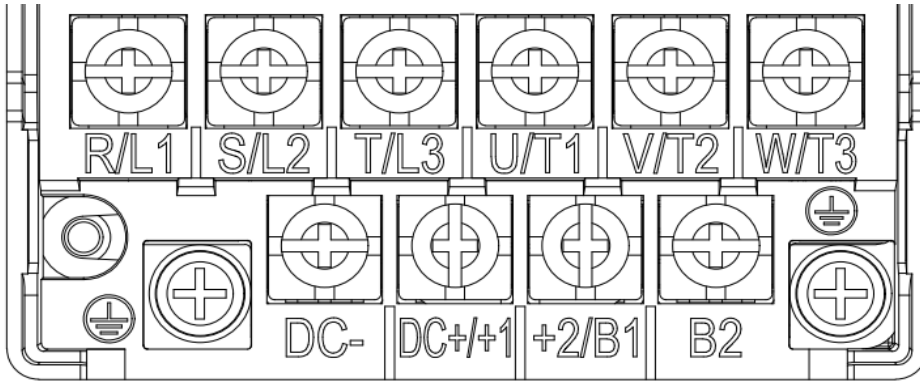 R/L1 S/L2 T/L3 U/T1 V/T2 W/T3
DC- DC+/+1 +2/B1 B2